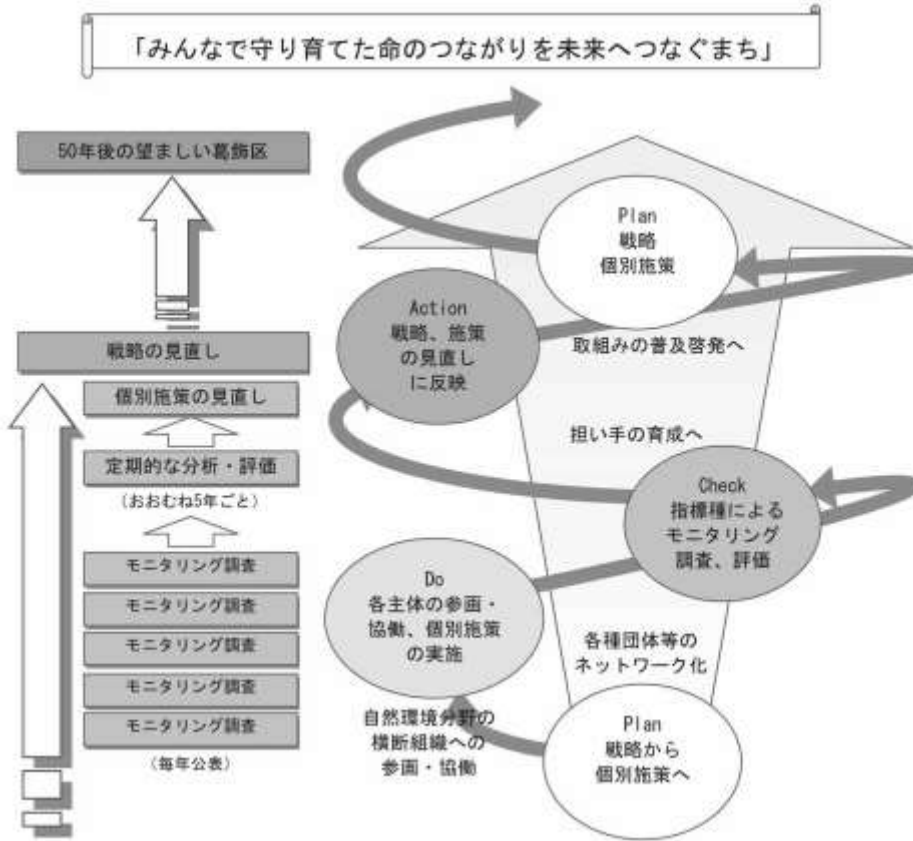 「みんなで守り育てた命のつながりを未来へつなぐまち」
50年後の望ましい葛飾区
戦略の見直し
個別施策の見直し
定期的な分析・評価
(おおむね5年ごと)
モニタリング調査
モニタリング調査
モニタリング調査
モニタリング調査
モニタリング調査
(毎年公表)
Plan
戦略
個別施策
Action
戦略、施策
の見直し
に反映
取組みの普及啓発へ
担い手の育成へ
Check
指標種による
モニタリング
調査、評価
Do
各主体の参画・
協働、個別施策
の実施
各種団体等の
ネットワーク化
自然環境分野の
横断組織への
参画・協働
Plan
戦略から
個別施策へ